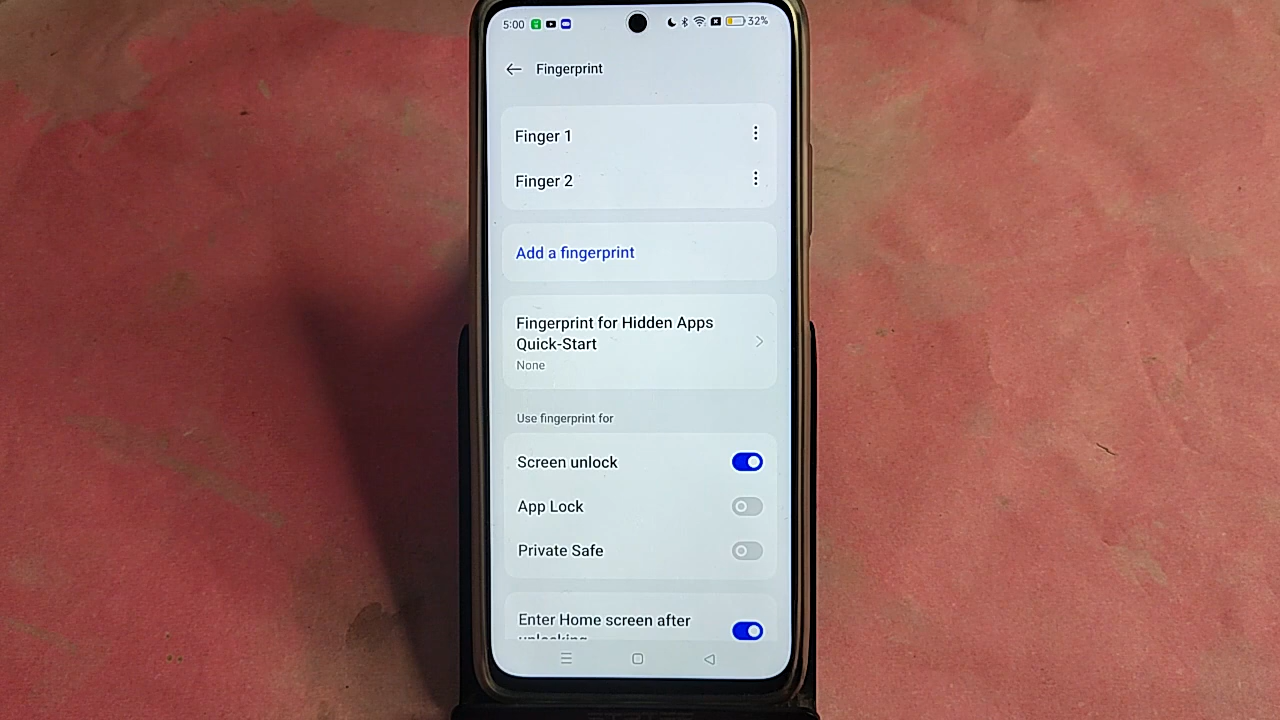 5:00 32%
Fingerprint
Finger 1
Finger 2
Add a fingerprint
Fingerprint for Hidden Apps
Quick-Start
None
Use fingerprint for
Screen unlock
App Lock
Private Safe
Enter Home screen after
unlocking